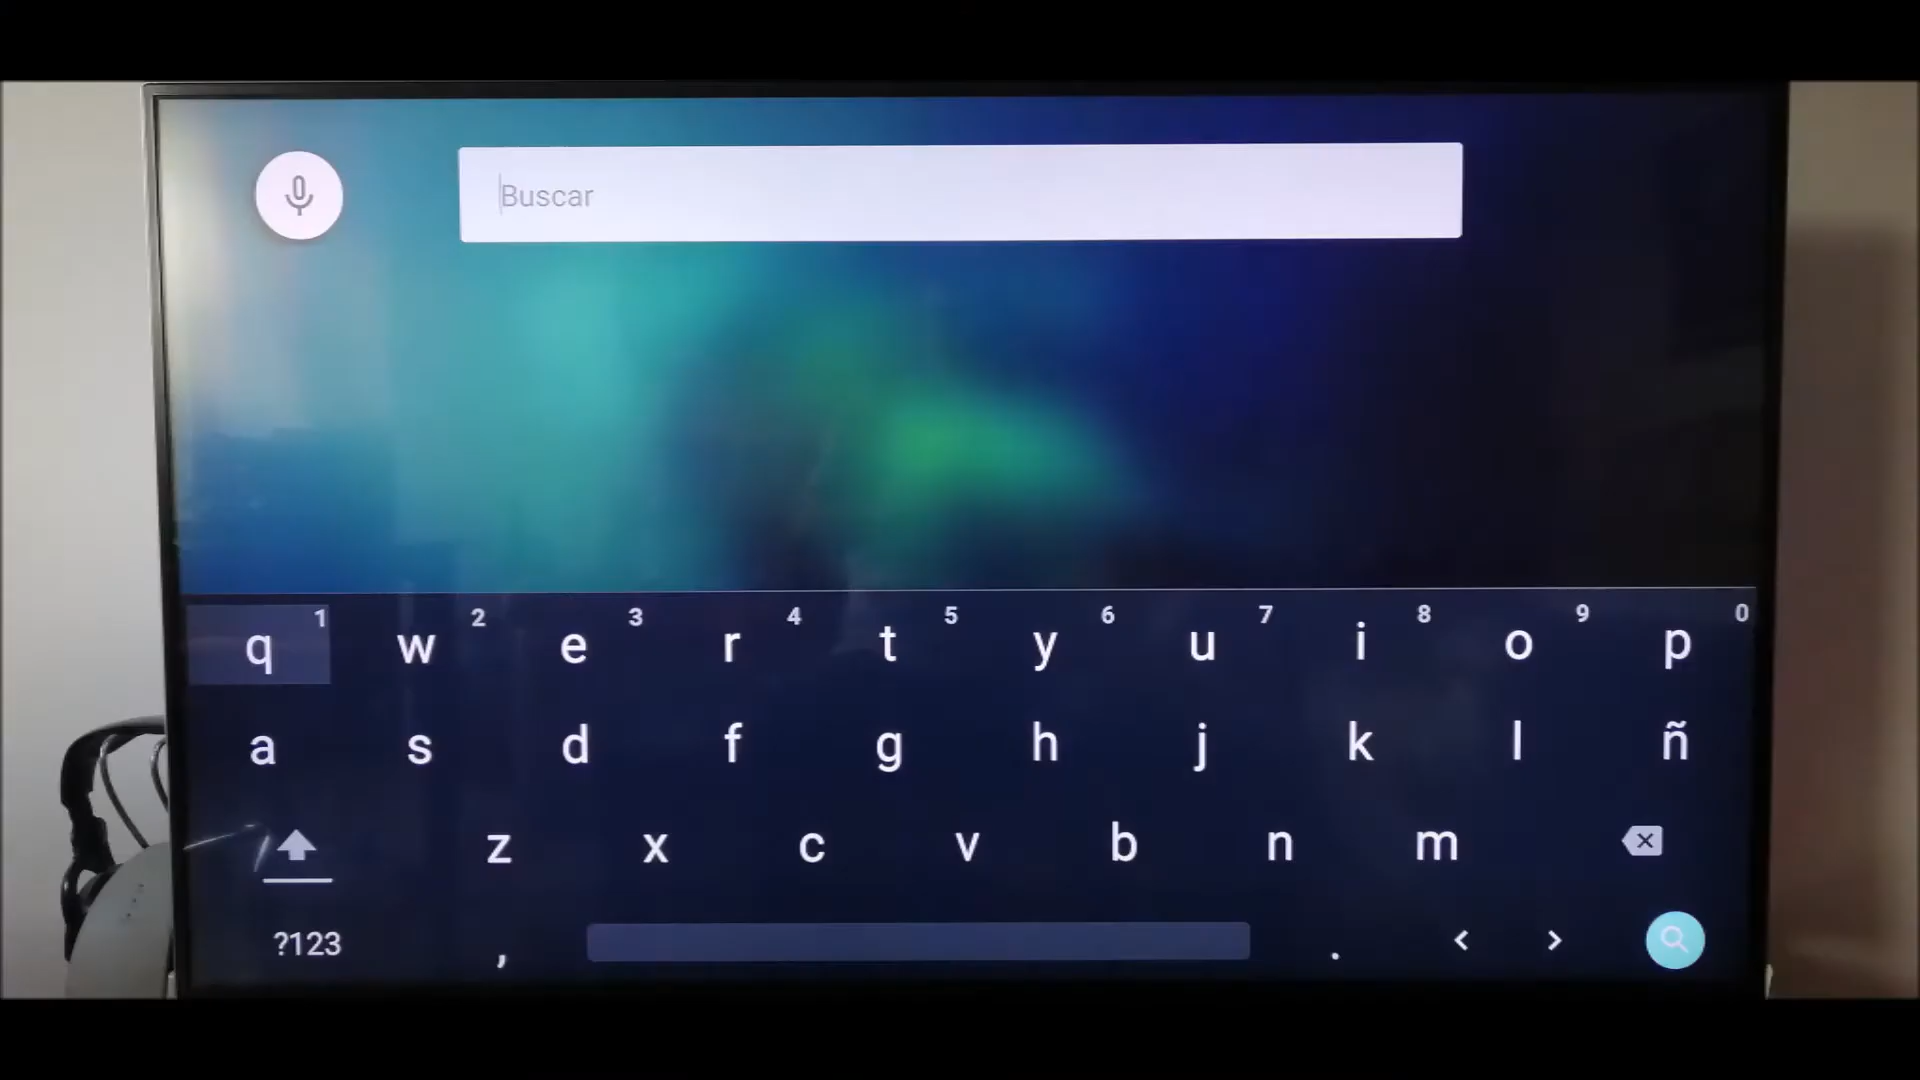 Buscar
q 1 w 2 e 3 r 4 t 5 y 6 u 7 i 8 o 9 p 0
a s d f g h j k l ñ
z x c v b n m
?123 , . < >